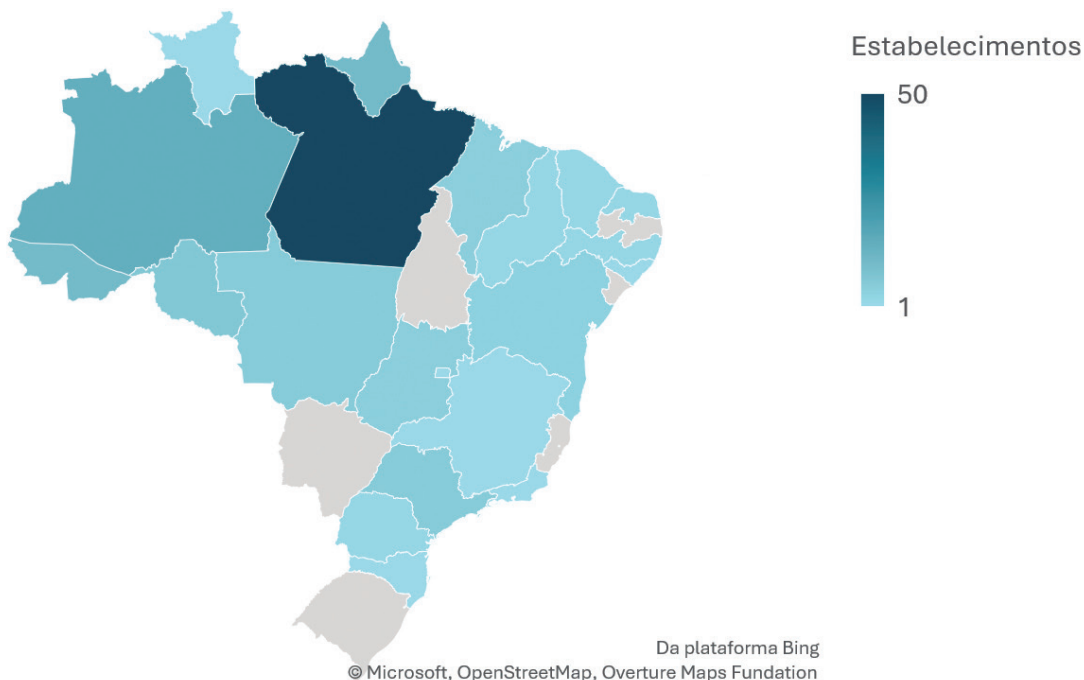 Estabelecimentos
50
1
Da plataforma Bing
© Microsoft, OpenStreetMap, Overture Maps Fundation